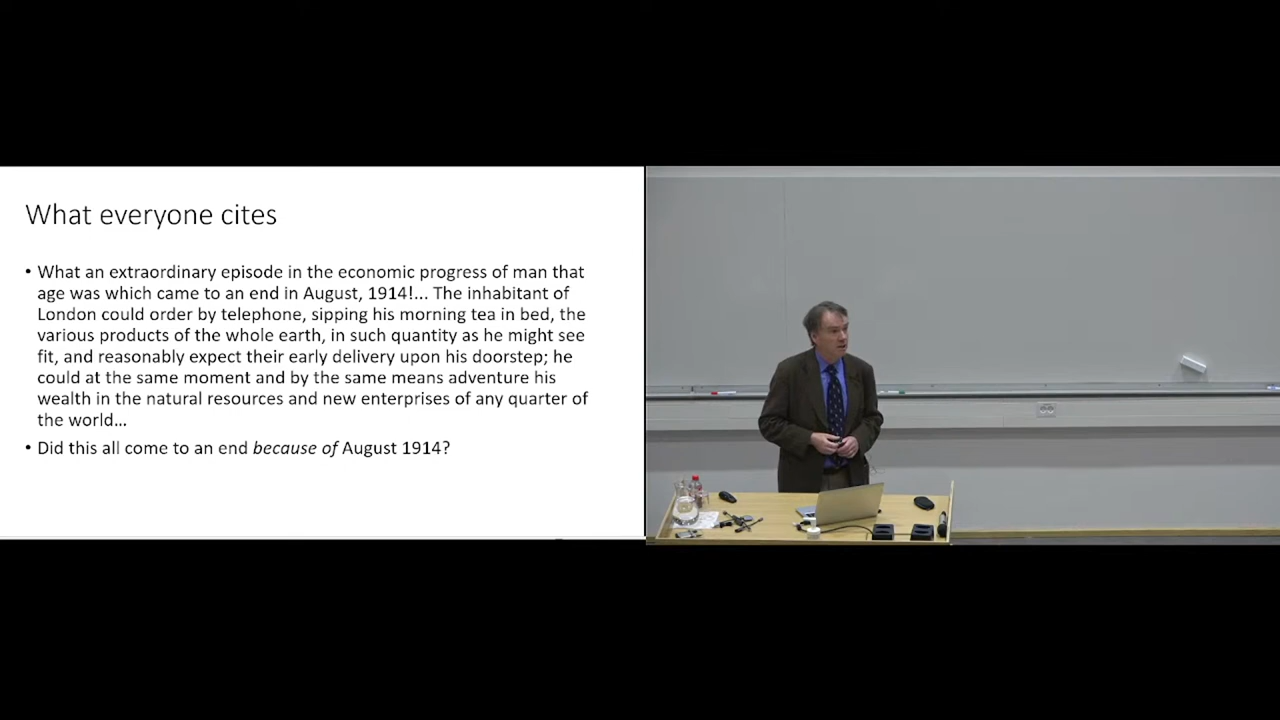 What everyone cites
• What an extraordinary episode in the economic progress of man that
age was which came to an end in August, 1914!... The inhabitant of
London could order by telephone, sipping his morning tea in bed, the
various products of the whole earth, in such quantity as he might see
fit, and reasonably expect their early delivery upon his doorstep; he
could at the same moment and by the same means adventure his
wealth in the natural resources and new enterprises of any quarter of
the world...
• Did this all come to an end because of August 1914?